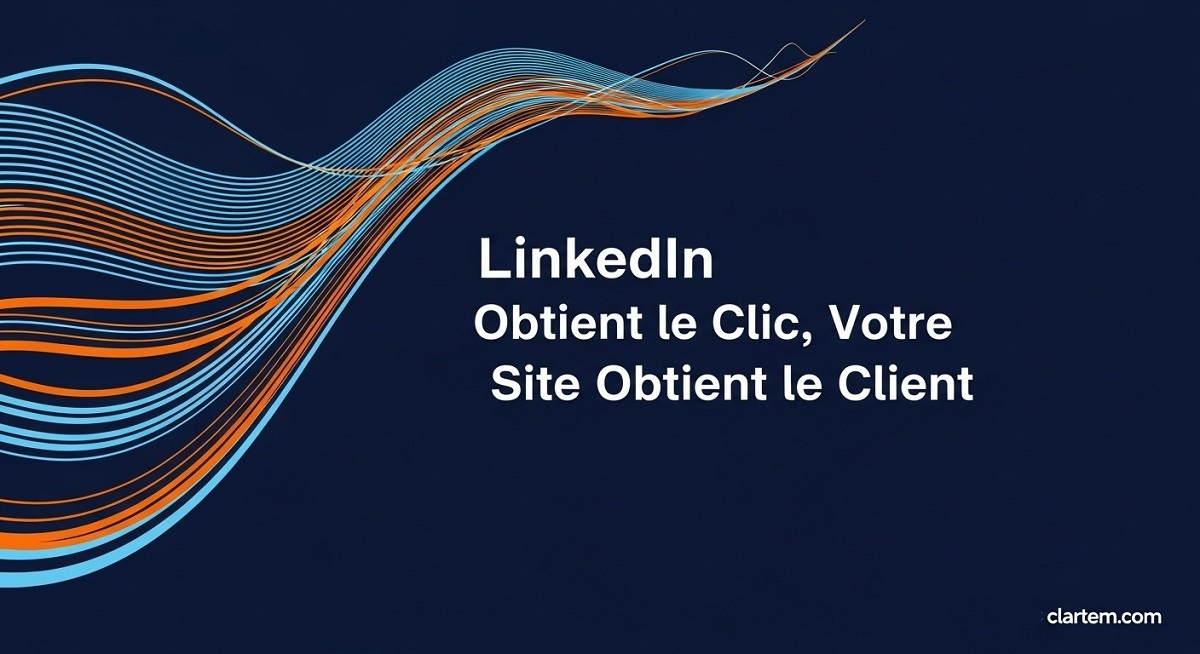 LinkedIn
Obtient le Clic, Votre
Site Obtient le Client
clartem.com